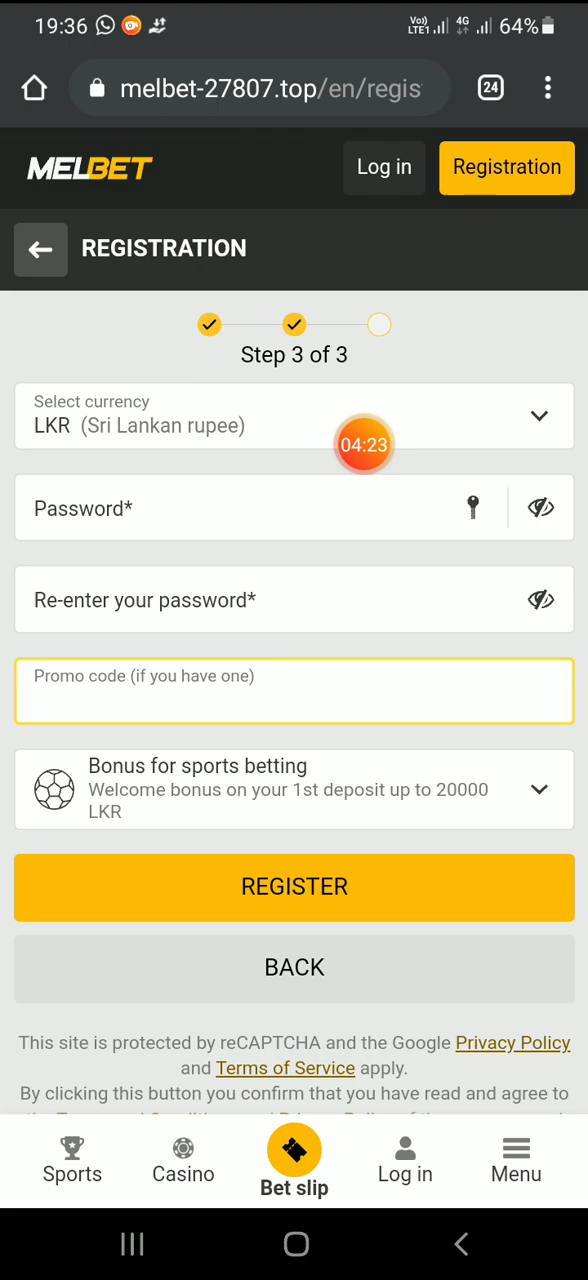 19:36 Vo)) LTE1 4G 64%
melbet-27807.top/en/regis 24
MELBET Log in Registration
REGISTRATION
Step 3 of 3
Select currency
LKR (Sri Lankan rupee)
04:23
Password*
Re-enter your password*
Promo code (if you have one)
Bonus for sports betting
Welcome bonus on your 1st deposit up to 20000
LKR
REGISTER
BACK
This site is protected by reCAPTCHA and the Google Privacy Policy
and Terms of Service apply.
By clicking this button you confirm that you have read and agree to
Sports Casino Bet slip Log in Menu